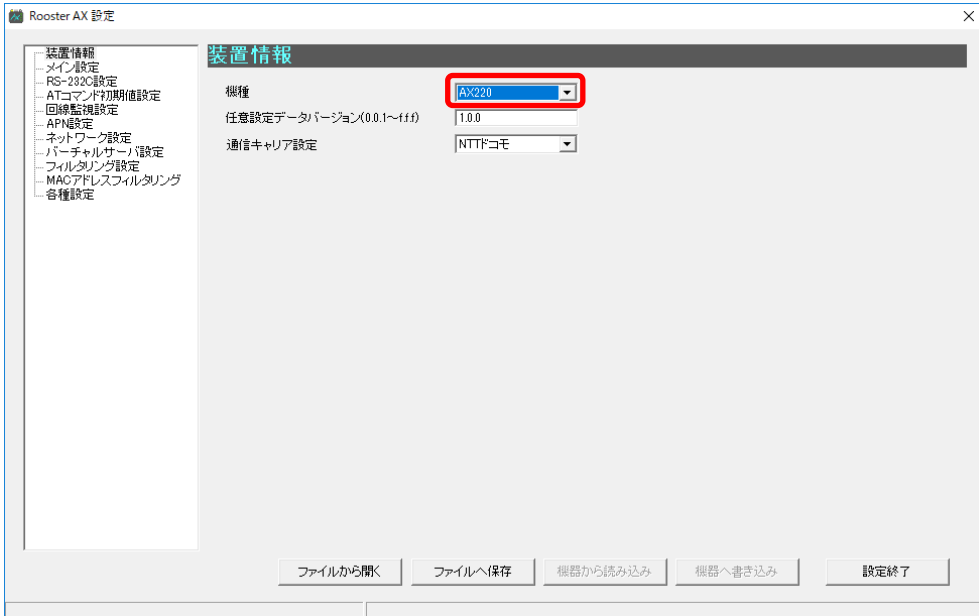 Rooster AX 設定
装置情報
メイン設定
RS-232C設定
ATコマンド初期値設定
回線監視設定
APN設定
ネットワーク設定
バーチャルサーバ設定
フィルタリング設定
MACアドレスフィルタリング
各種設定
装置情報
機種 AX220
任意設定データバージョン(0.0.1～f.f.f) 1.0.0
通信キャリア設定 NTTドコモ
ファイルから開く ファイルへ保存 機器から読み込み 機器へ書き込み 設定終了